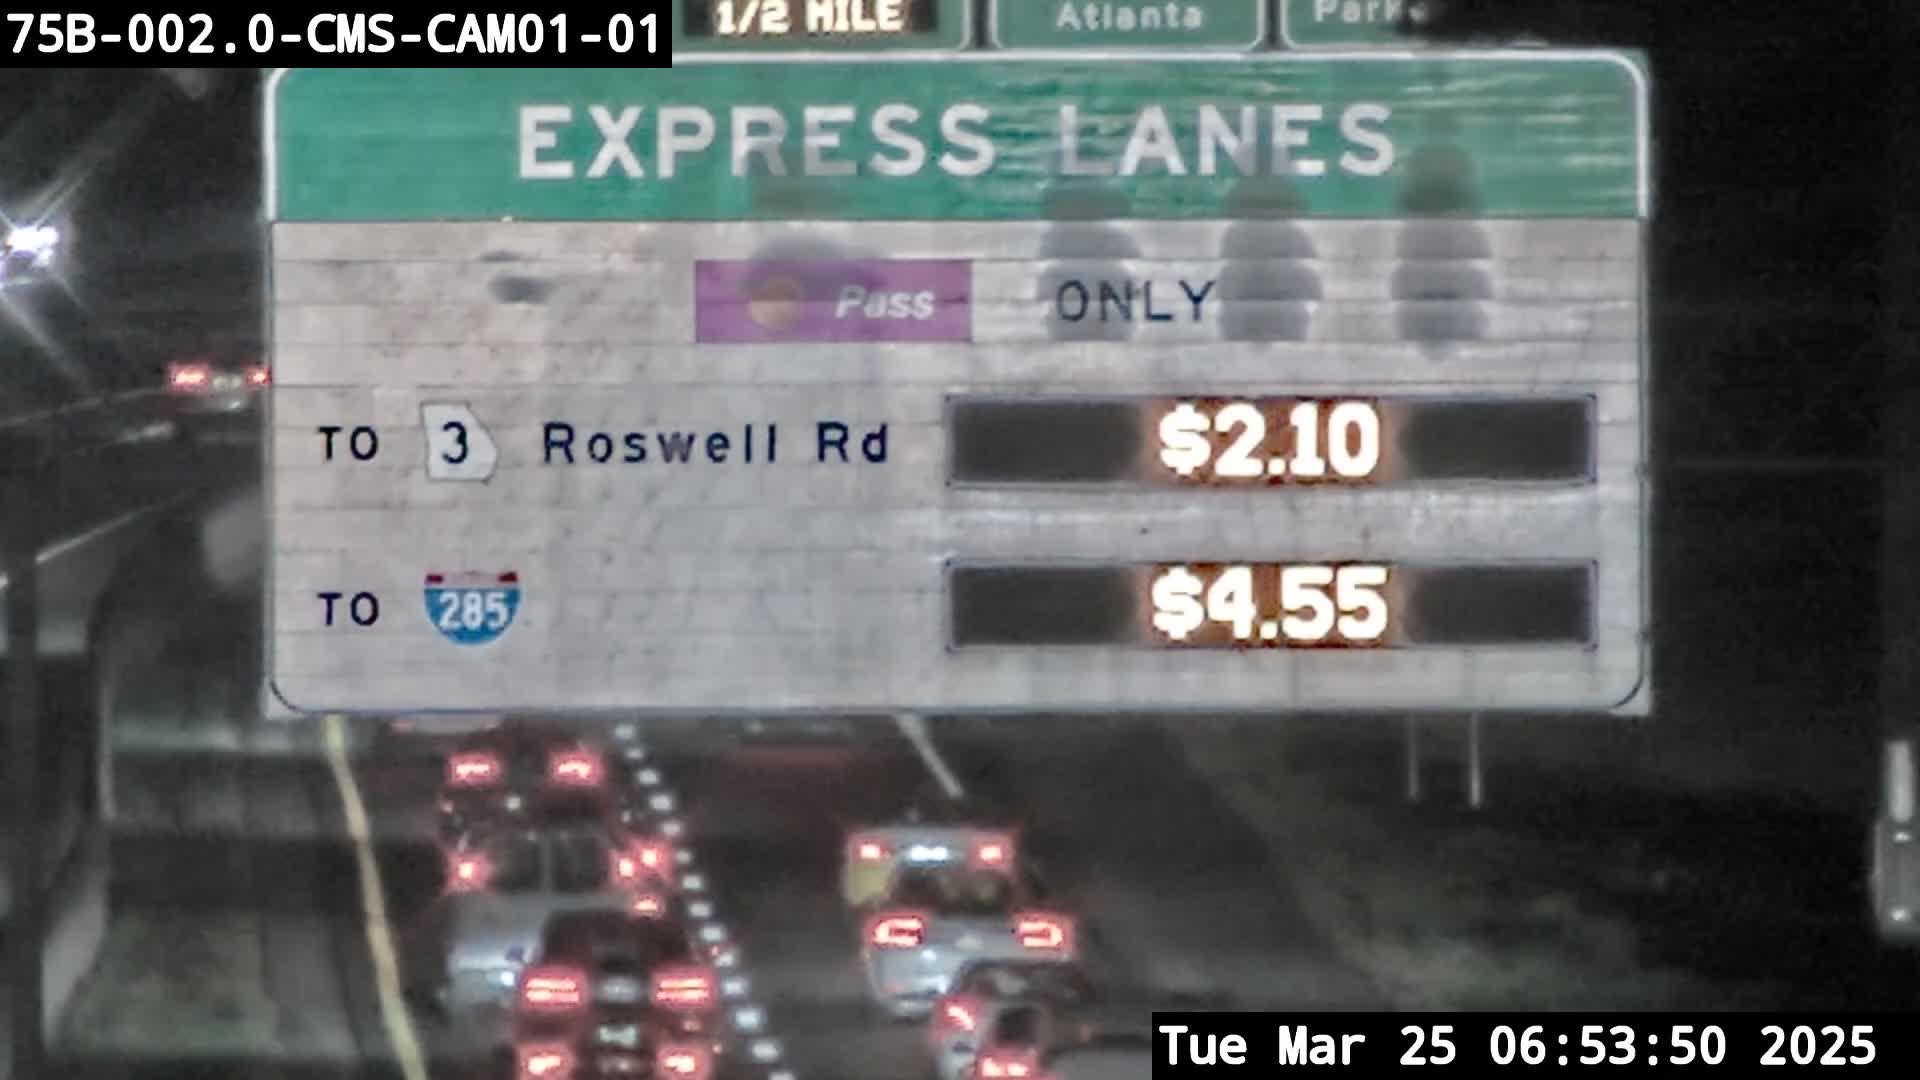 75B-002.0-CMS-CAM01-01
1/2 MILE
Atlanta
EXPRESS LANES
Pass ONLY
TO 3 Roswell Rd $2.10
TO 285 $4.55
Tue Mar 25 06:53:50 2025